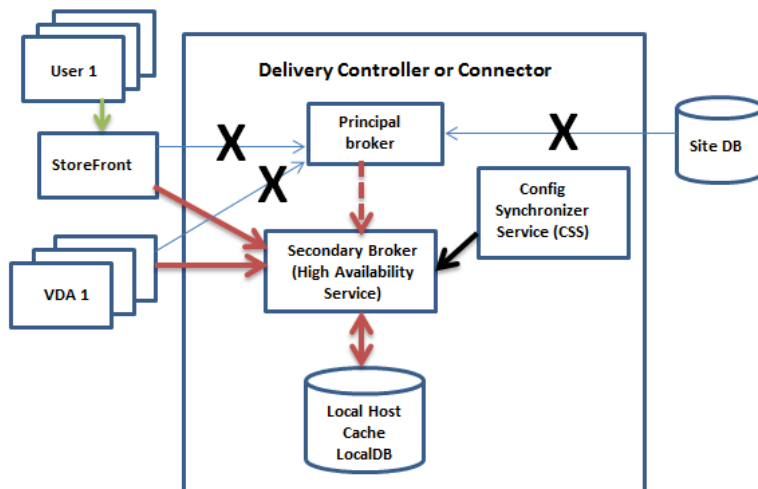 User 1
Delivery Controller or Connector
Principal
broker
X
X
X
Site DB
StoreFront
Config
Synchronizer
Service (CSS)
Secondary Broker
(High Availability
Service)
VDA 1
Local Host
Cache
LocalDB